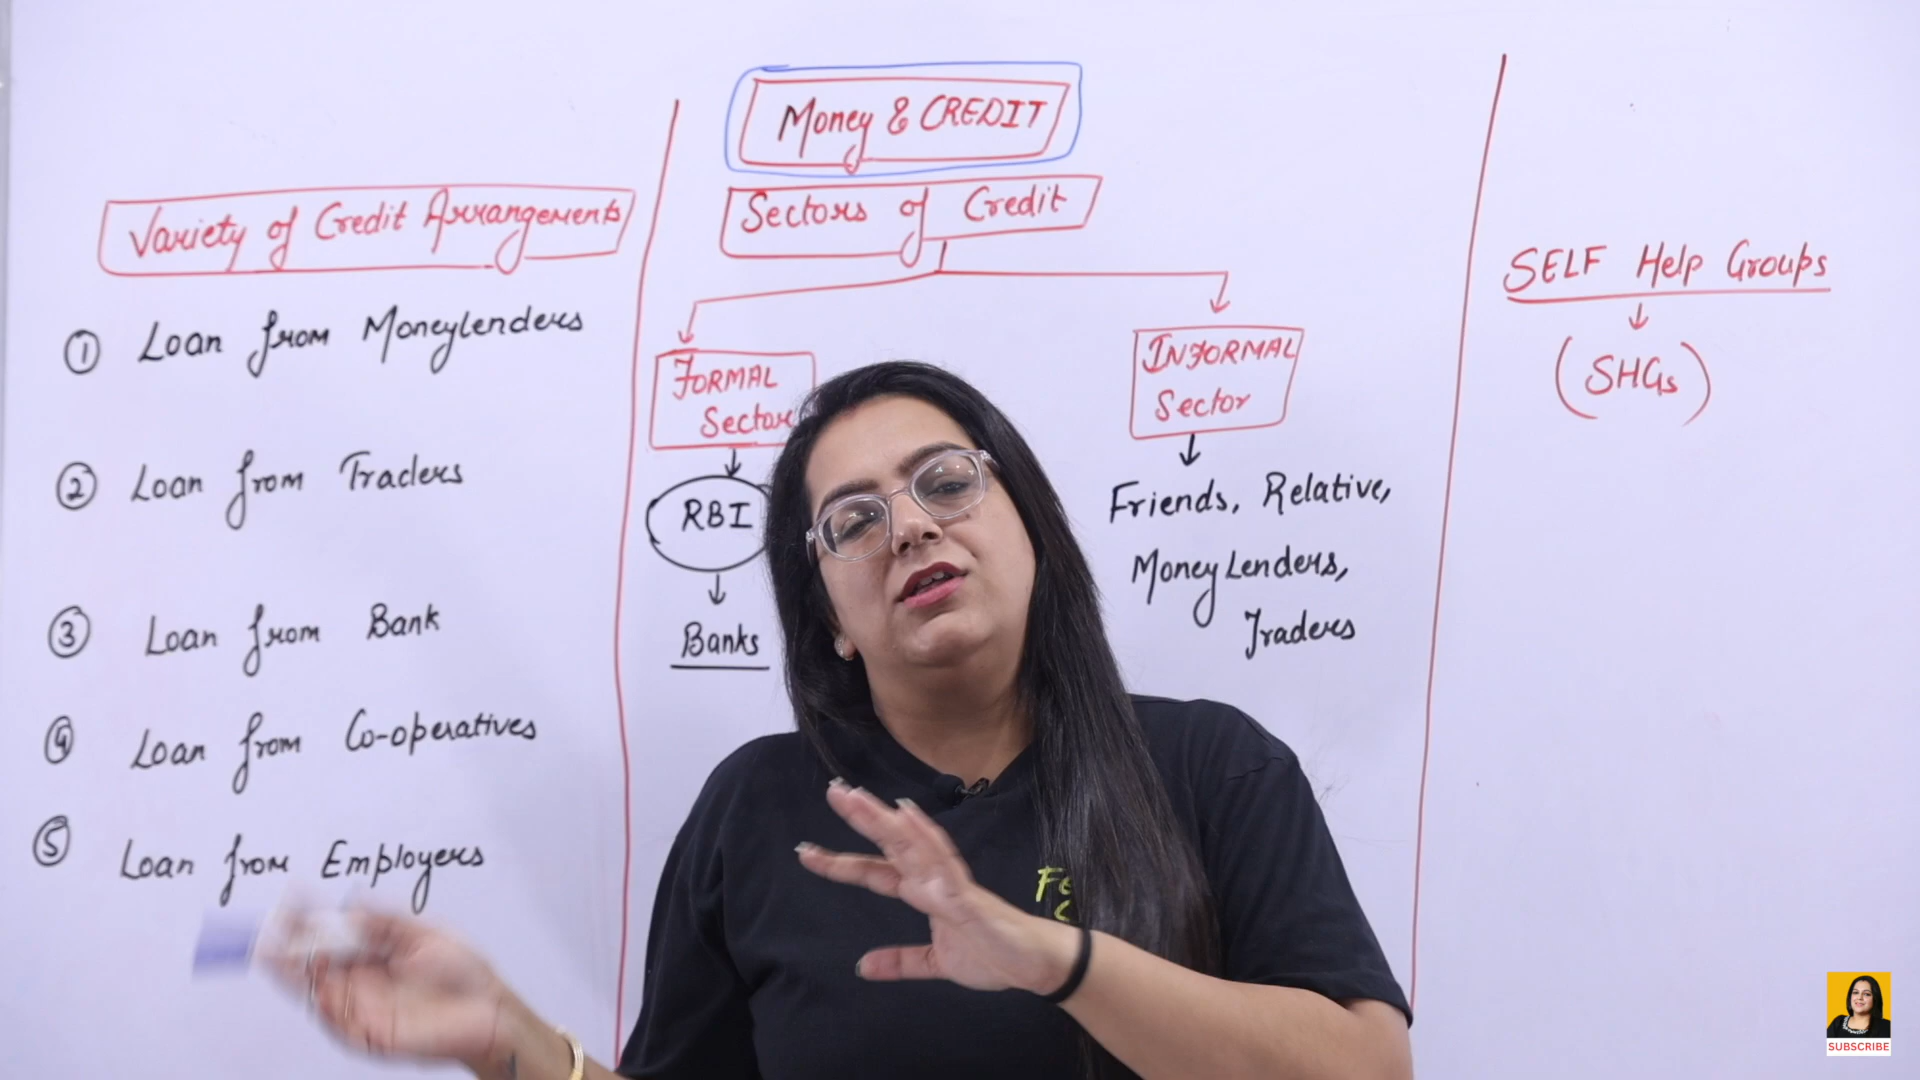 Money & CREDIT
Variety of Credit Arrangements
① Loan from Moneylenders
② Loan from Traders
③ Loan from Bank
④ Loan from Co-operatives
⑤ Loan from Employers
Sectors of Credit
FORMAL
Sector
RBI
Banks
INFORMAL
Sector
Friends, Relative,
MoneyLenders,
Traders
SELF Help Groups
(SHGs)
SUBSCRIBE